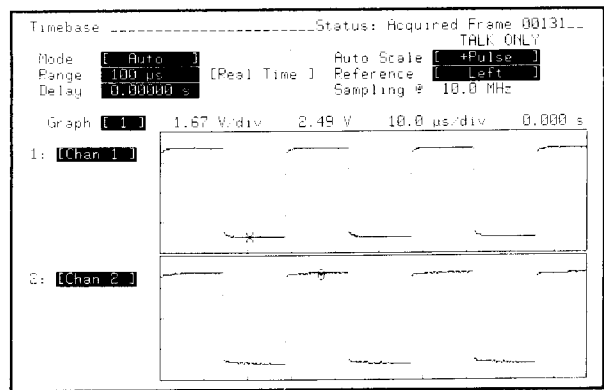 Timebase ____________________Status: Acquired Frame 00131__
TALK ONLY
Mode [ Auto ] Auto Scale [ +Pulse ]
Range 100 µs [Real Time ] Reference [ Left ]
Delay 0.00000 s Sampling @ 10.0 MHz
Graph [ 1 ] 1.67 V/div 2.49 V 10.0 µs/div 0.000 s
1: [Chan 1 ]
2: [Chan 2 ]